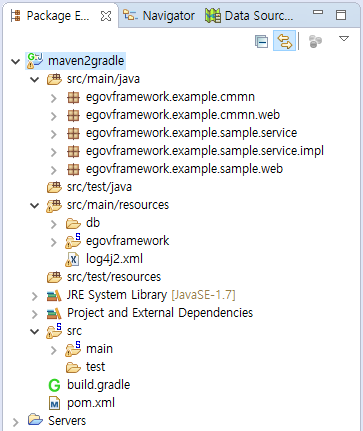 Package E...
Navigator
Data Sourc...
maven2gradle
src/main/java
egovframework.example.cmmn
egovframework.example.cmmn.web
egovframework.example.sample.service
egovframework.example.sample.service.impl
egovframework.example.sample.web
src/test/java
src/main/resources
db
egovframework
log4j2.xml
src/test/resources
JRE System Library [JavaSE-1.7]
Project and External Dependencies
src
main
test
build.gradle
pom.xml
Servers